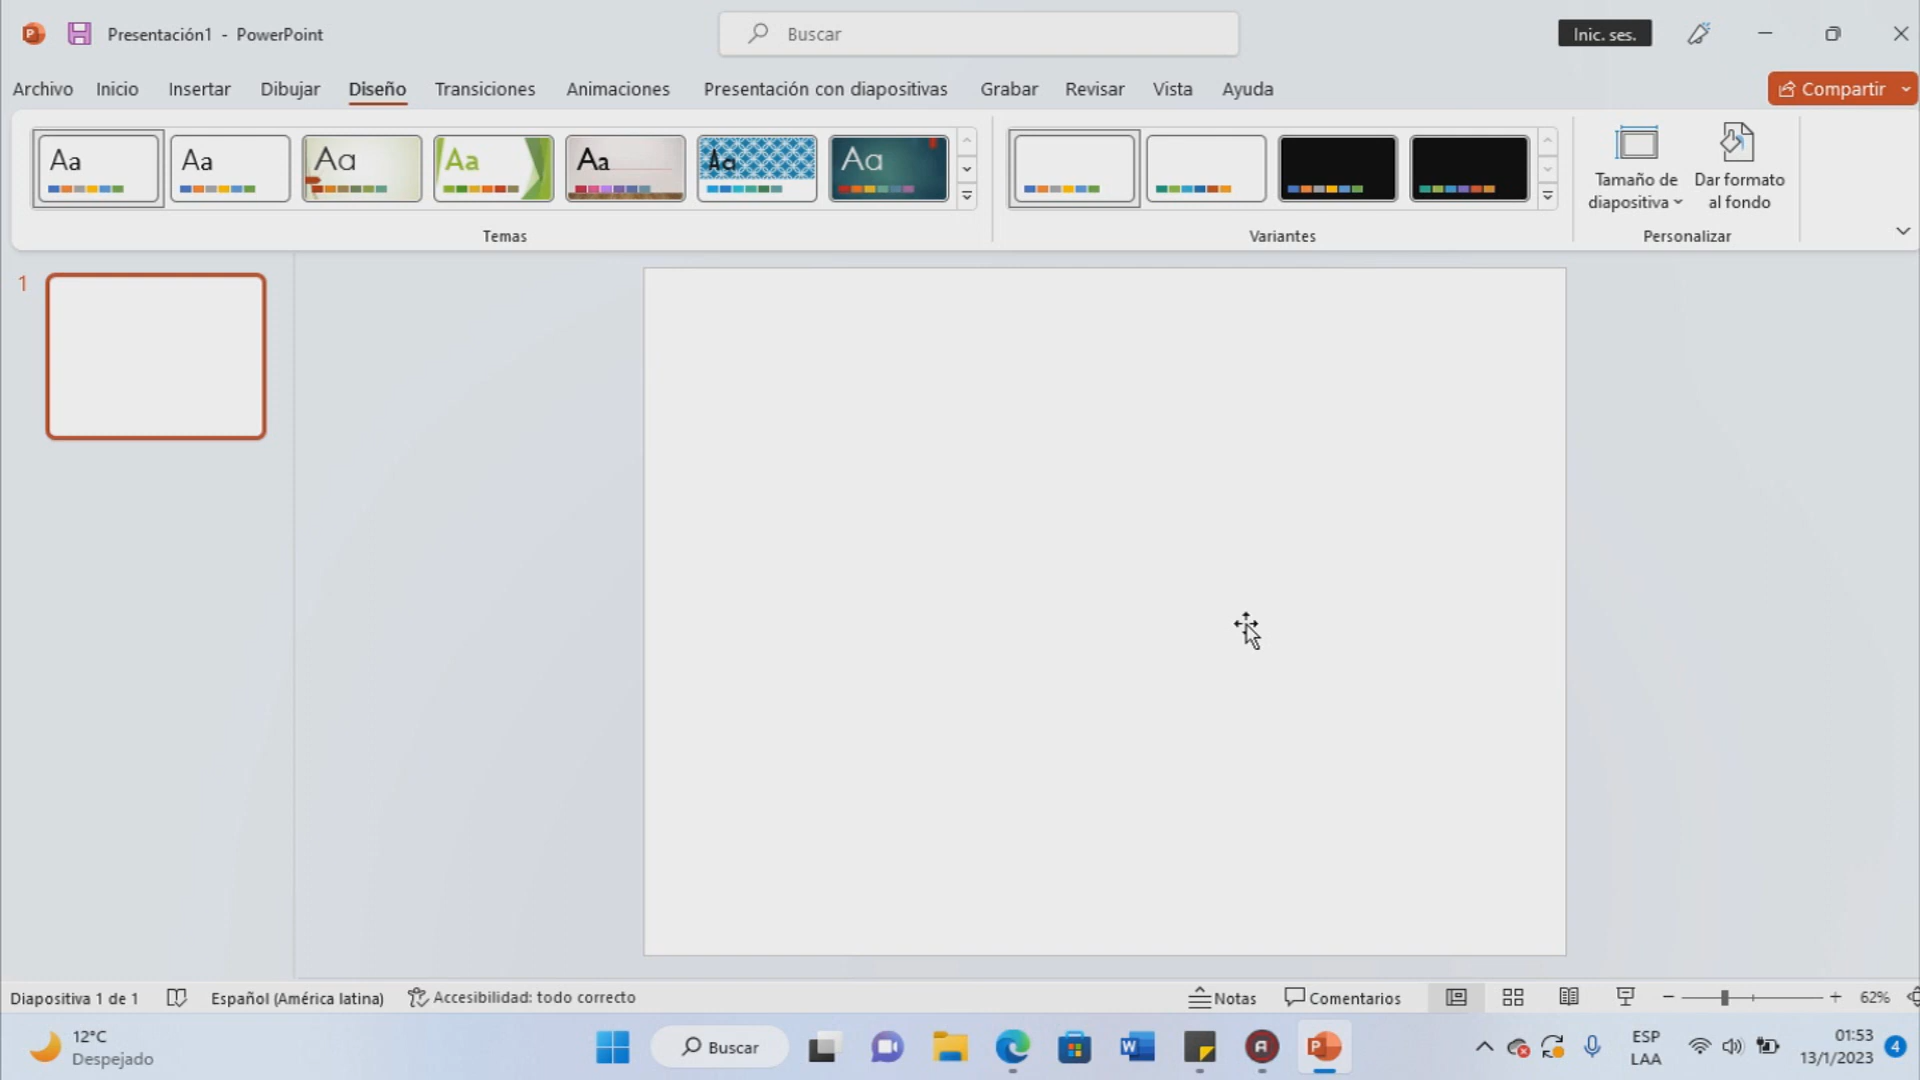 Presentación1 - PowerPoint
Buscar
Inic. ses.
Archivo Inicio Insertar Dibujar Diseño Transiciones Animaciones Presentación con diapositivas Grabar Revisar Vista Ayuda
Compartir
Aa Aa Aa Aa Aa Aa Aa
Tamaño de diapositiva
Dar formato al fondo
Temas
Variantes
Personalizar
1
Diapositiva 1 de 1
Español (América latina)
Accesibilidad: todo correcto
Notas
Comentarios
62%
12°C
Despejado
Buscar
ESP
LAA
01:53
13/1/2023
4